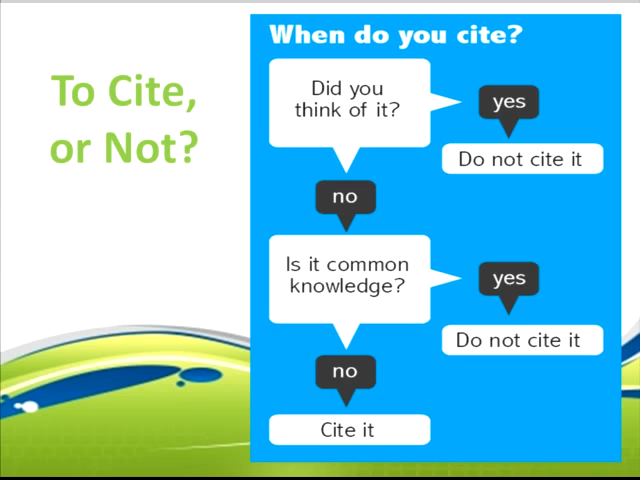 To Cite,
or Not?
When do you cite?
Did you
think of it?
yes
Do not cite it
no
Is it common
knowledge?
yes
Do not cite it
no
Cite it